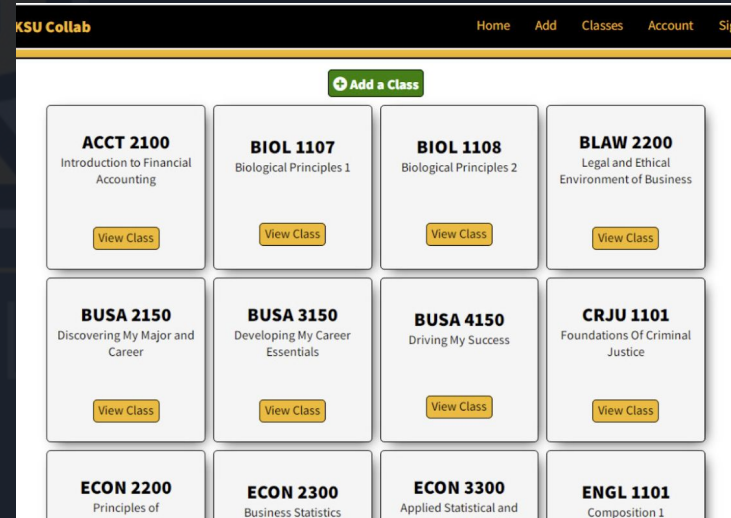 KSU Collab
Home Add Classes Account
Add a Class
ACCT 2100
Introduction to Financial
Accounting
View Class
BIOL 1107
Biological Principles 1
View Class
BIOL 1108
Biological Principles 2
View Class
BLAW 2200
Legal and Ethical
Environment of Business
View Class
BUSA 2150
Discovering My Major and
Career
View Class
BUSA 3150
Developing My Career
Essentials
View Class
BUSA 4150
Driving My Success
View Class
CRJU 1101
Foundations Of Criminal
Justice
View Class
ECON 2200
Principles of
ECON 2300
Business Statistics
ECON 3300
Applied Statistical and
ENGL 1101
Composition 1